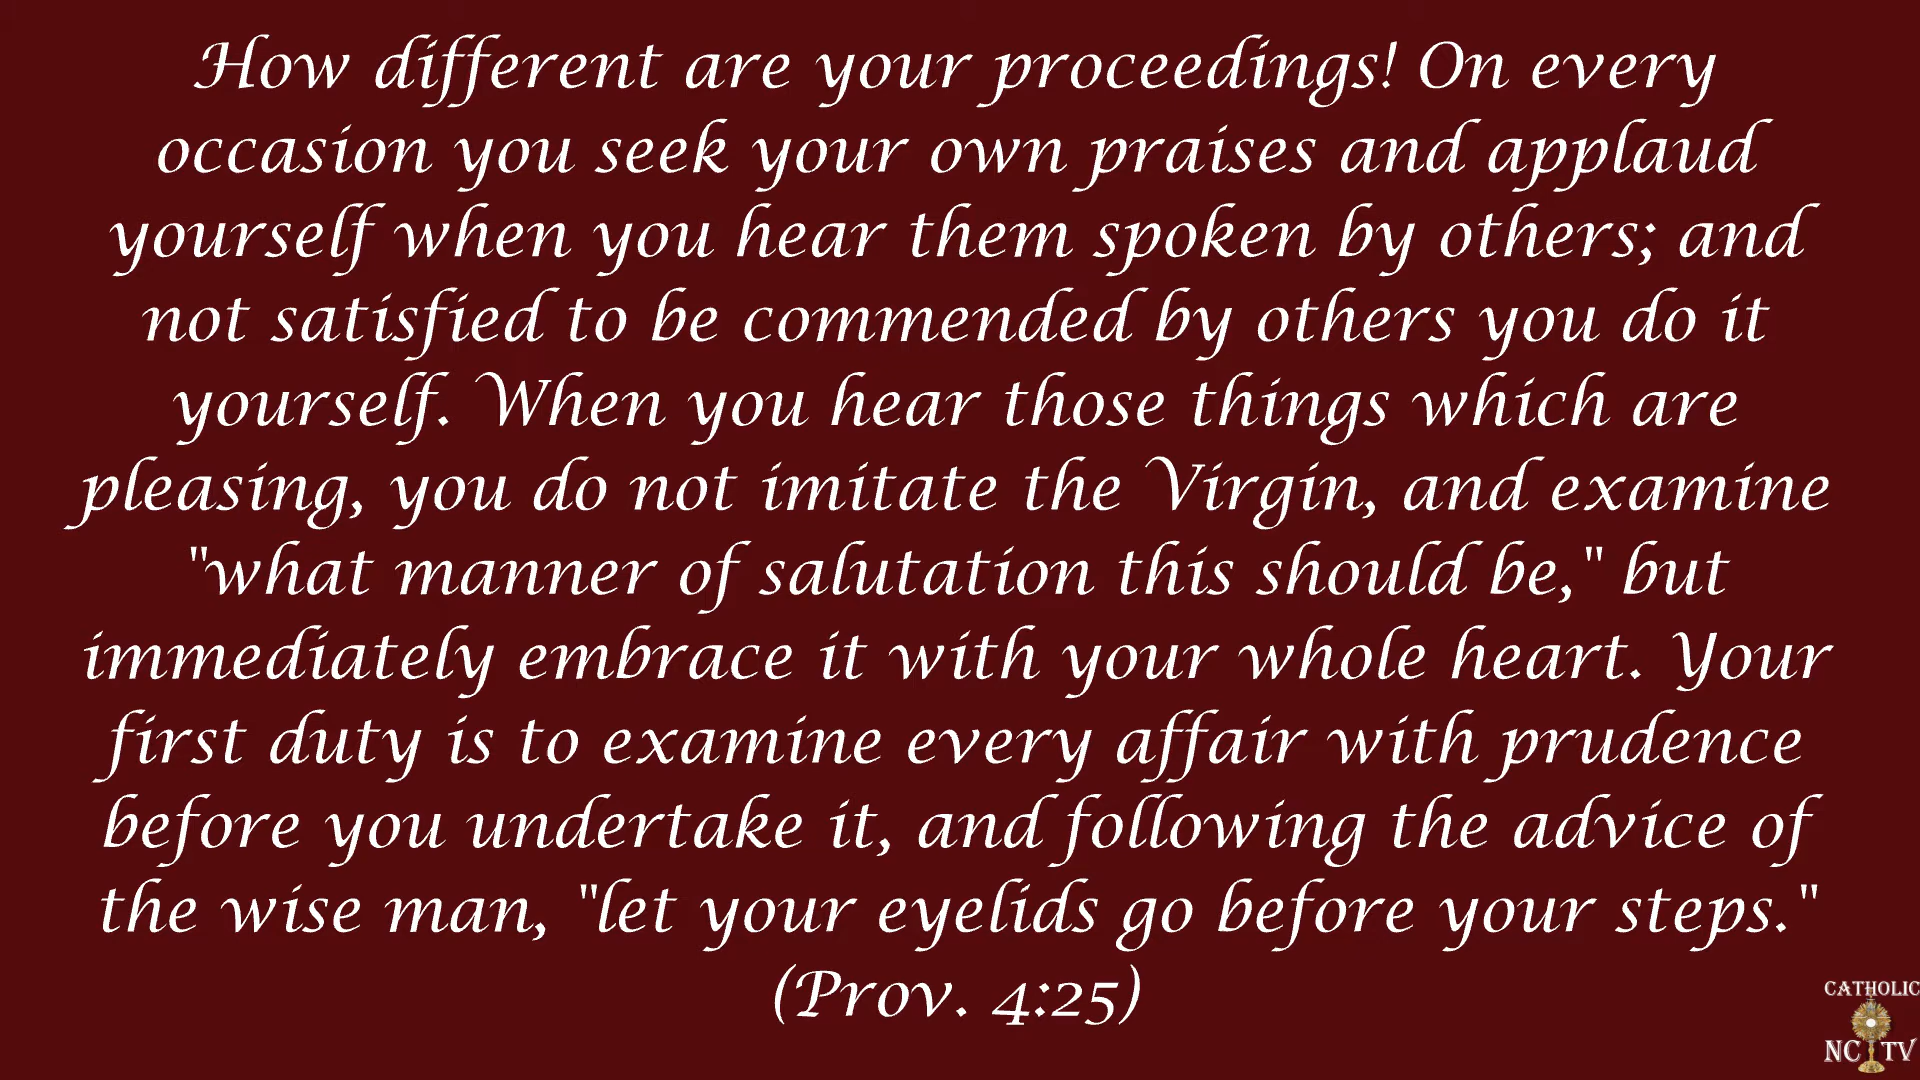 How different are your proceedings! On every
occasion you seek your own praises and applaud
yourself when you hear them spoken by others; and
not satisfied to be commended by others you do it
yourself. When you hear those things which are
pleasing, you do not imitate the Virgin, and examine
"what manner of salutation this should be," but
immediately embrace it with your whole heart. Your
first duty is to examine every affair with prudence
before you undertake it, and following the advice of
the wise man, "let your eyelids go before your steps."
(Prov. 4:25)
CATHOLIC
NC TV